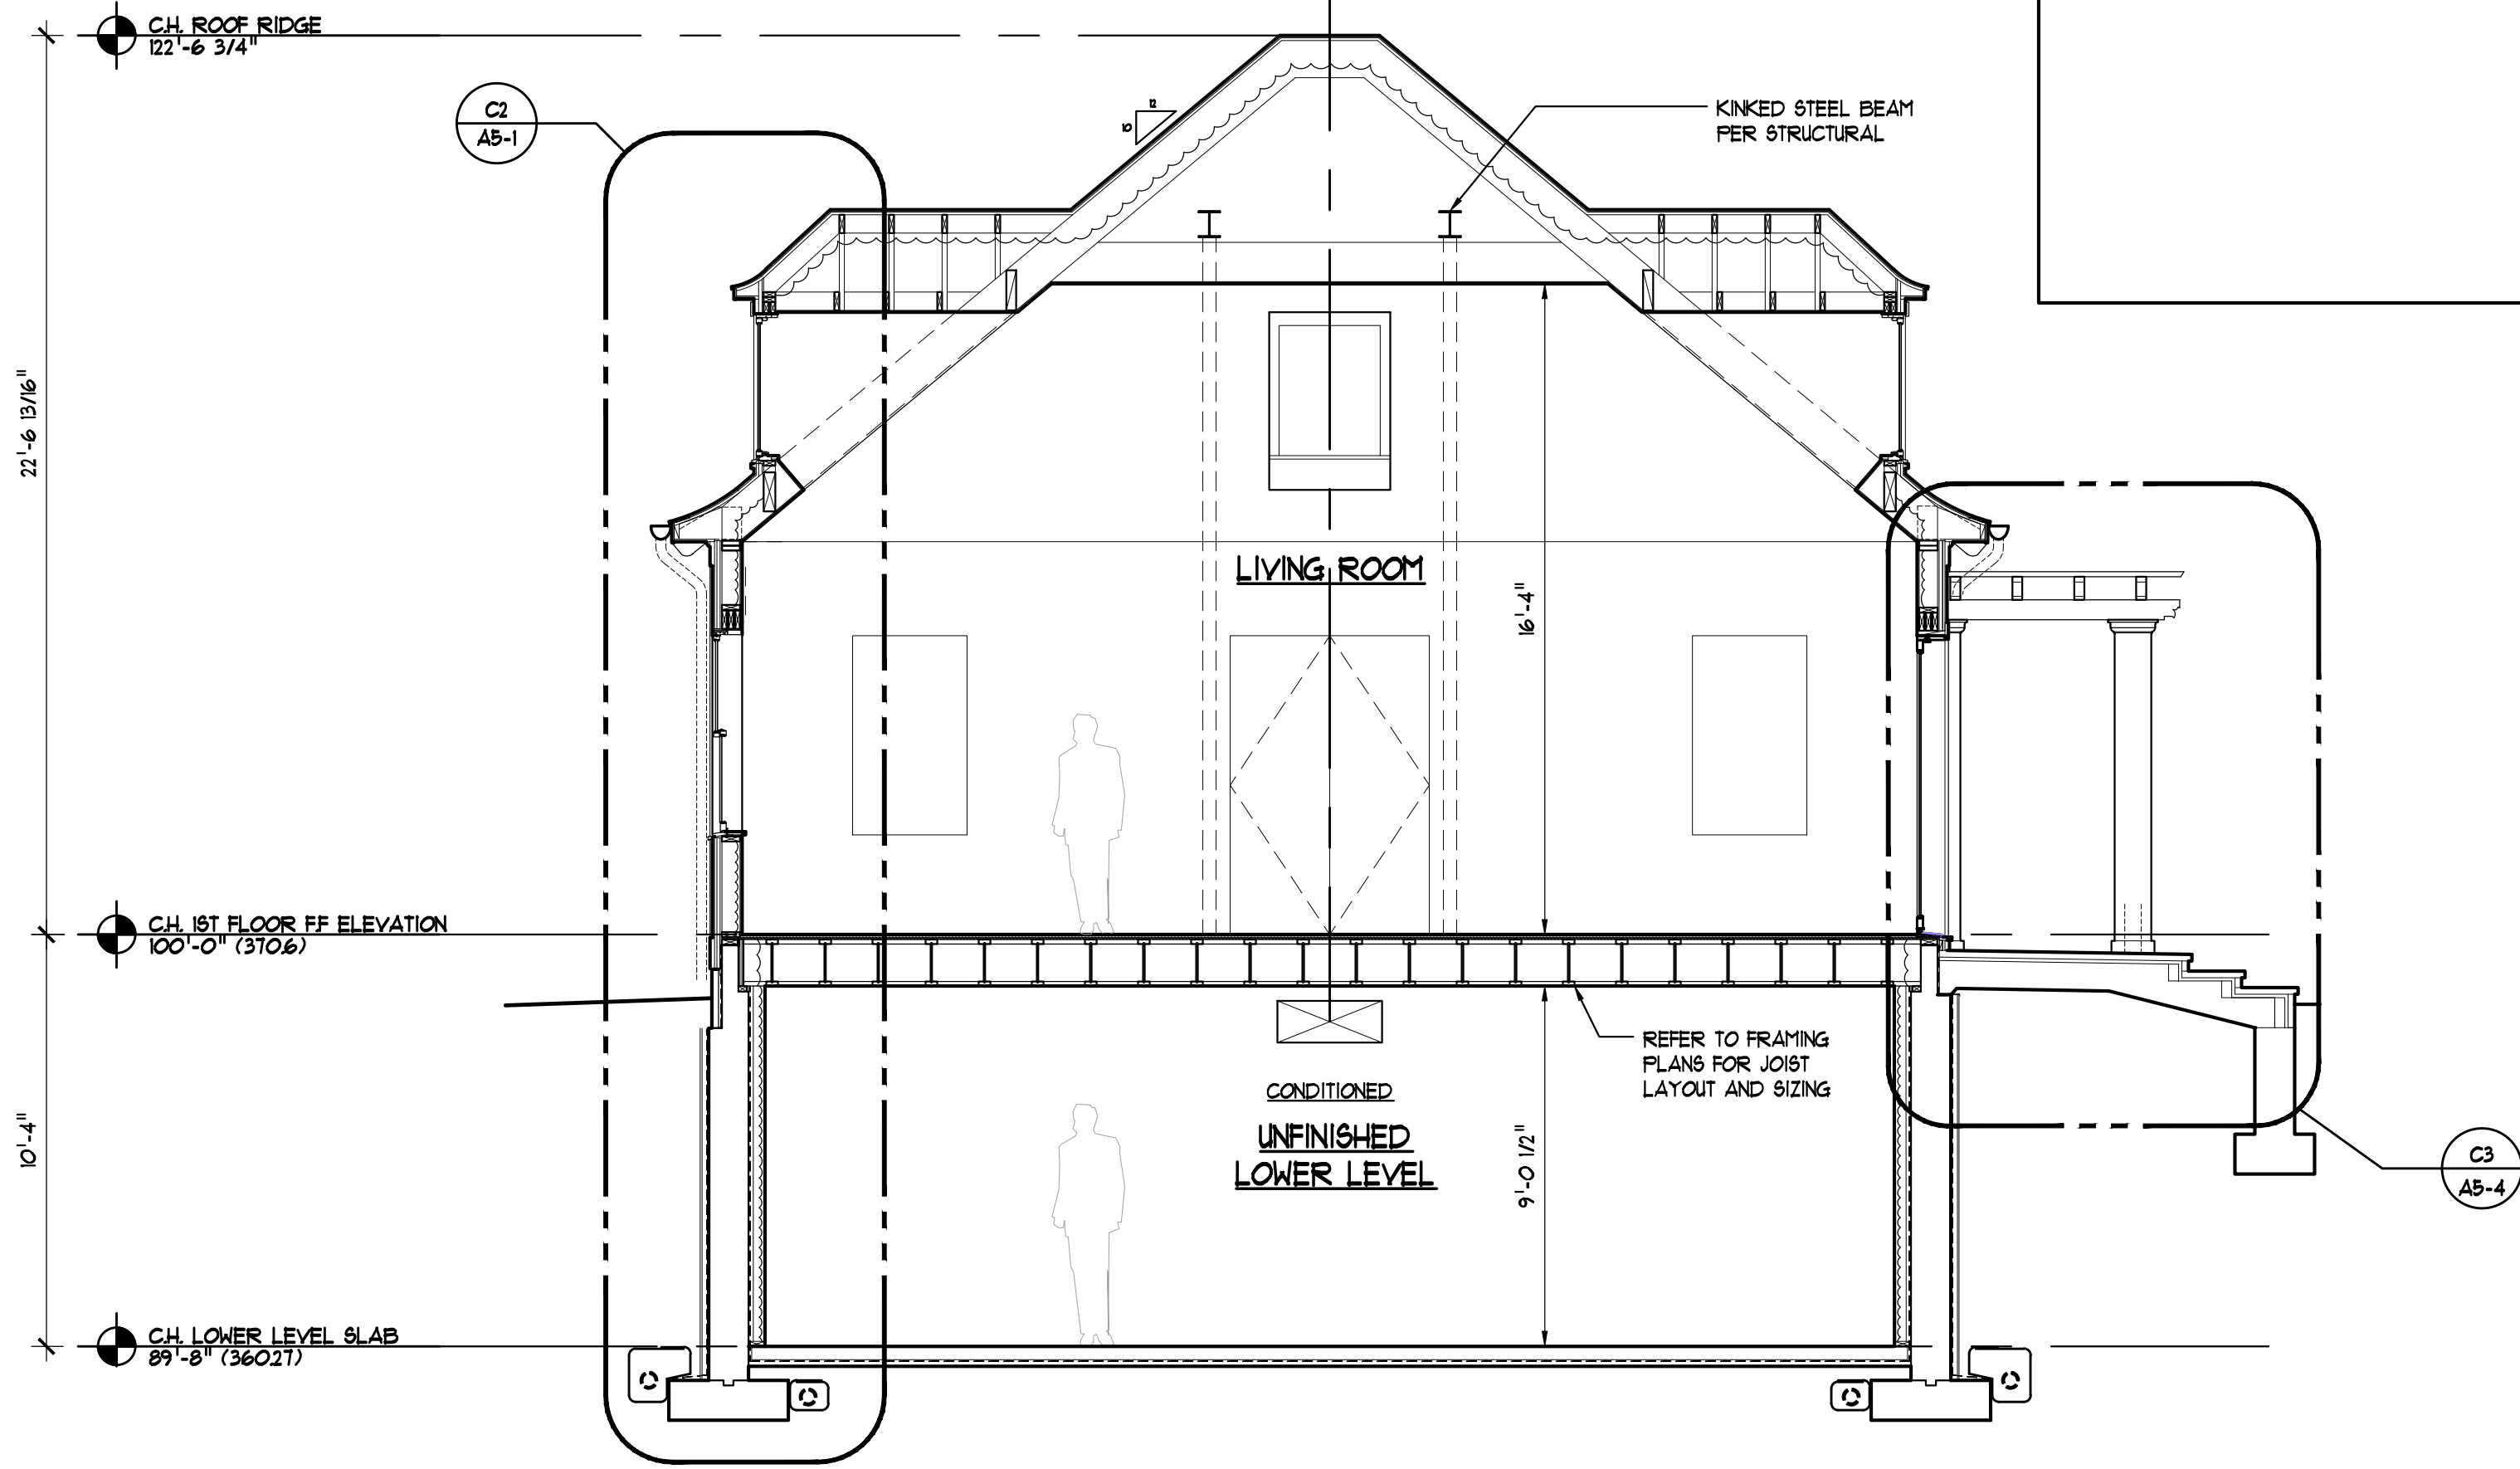 C.H. ROOF RIDGE
122'-6 3/4"
C2
A5-1
12
10
KINKED STEEL BEAM
PER STRUCTURAL
22'-6 13/16"
LIVING ROOM
16'-4"
C.H. 1ST FLOOR F.F ELEVATION
100'-0" (370.6)
REFER TO FRAMING
PLANS FOR JOIST
LAYOUT AND SIZING
CONDITIONED
UNFINISHED
LOWER LEVEL
9'-0 1/2"
10'-4"
C3
A5-4
C.H. LOWER LEVEL SLAB
89'-8" (360.27)